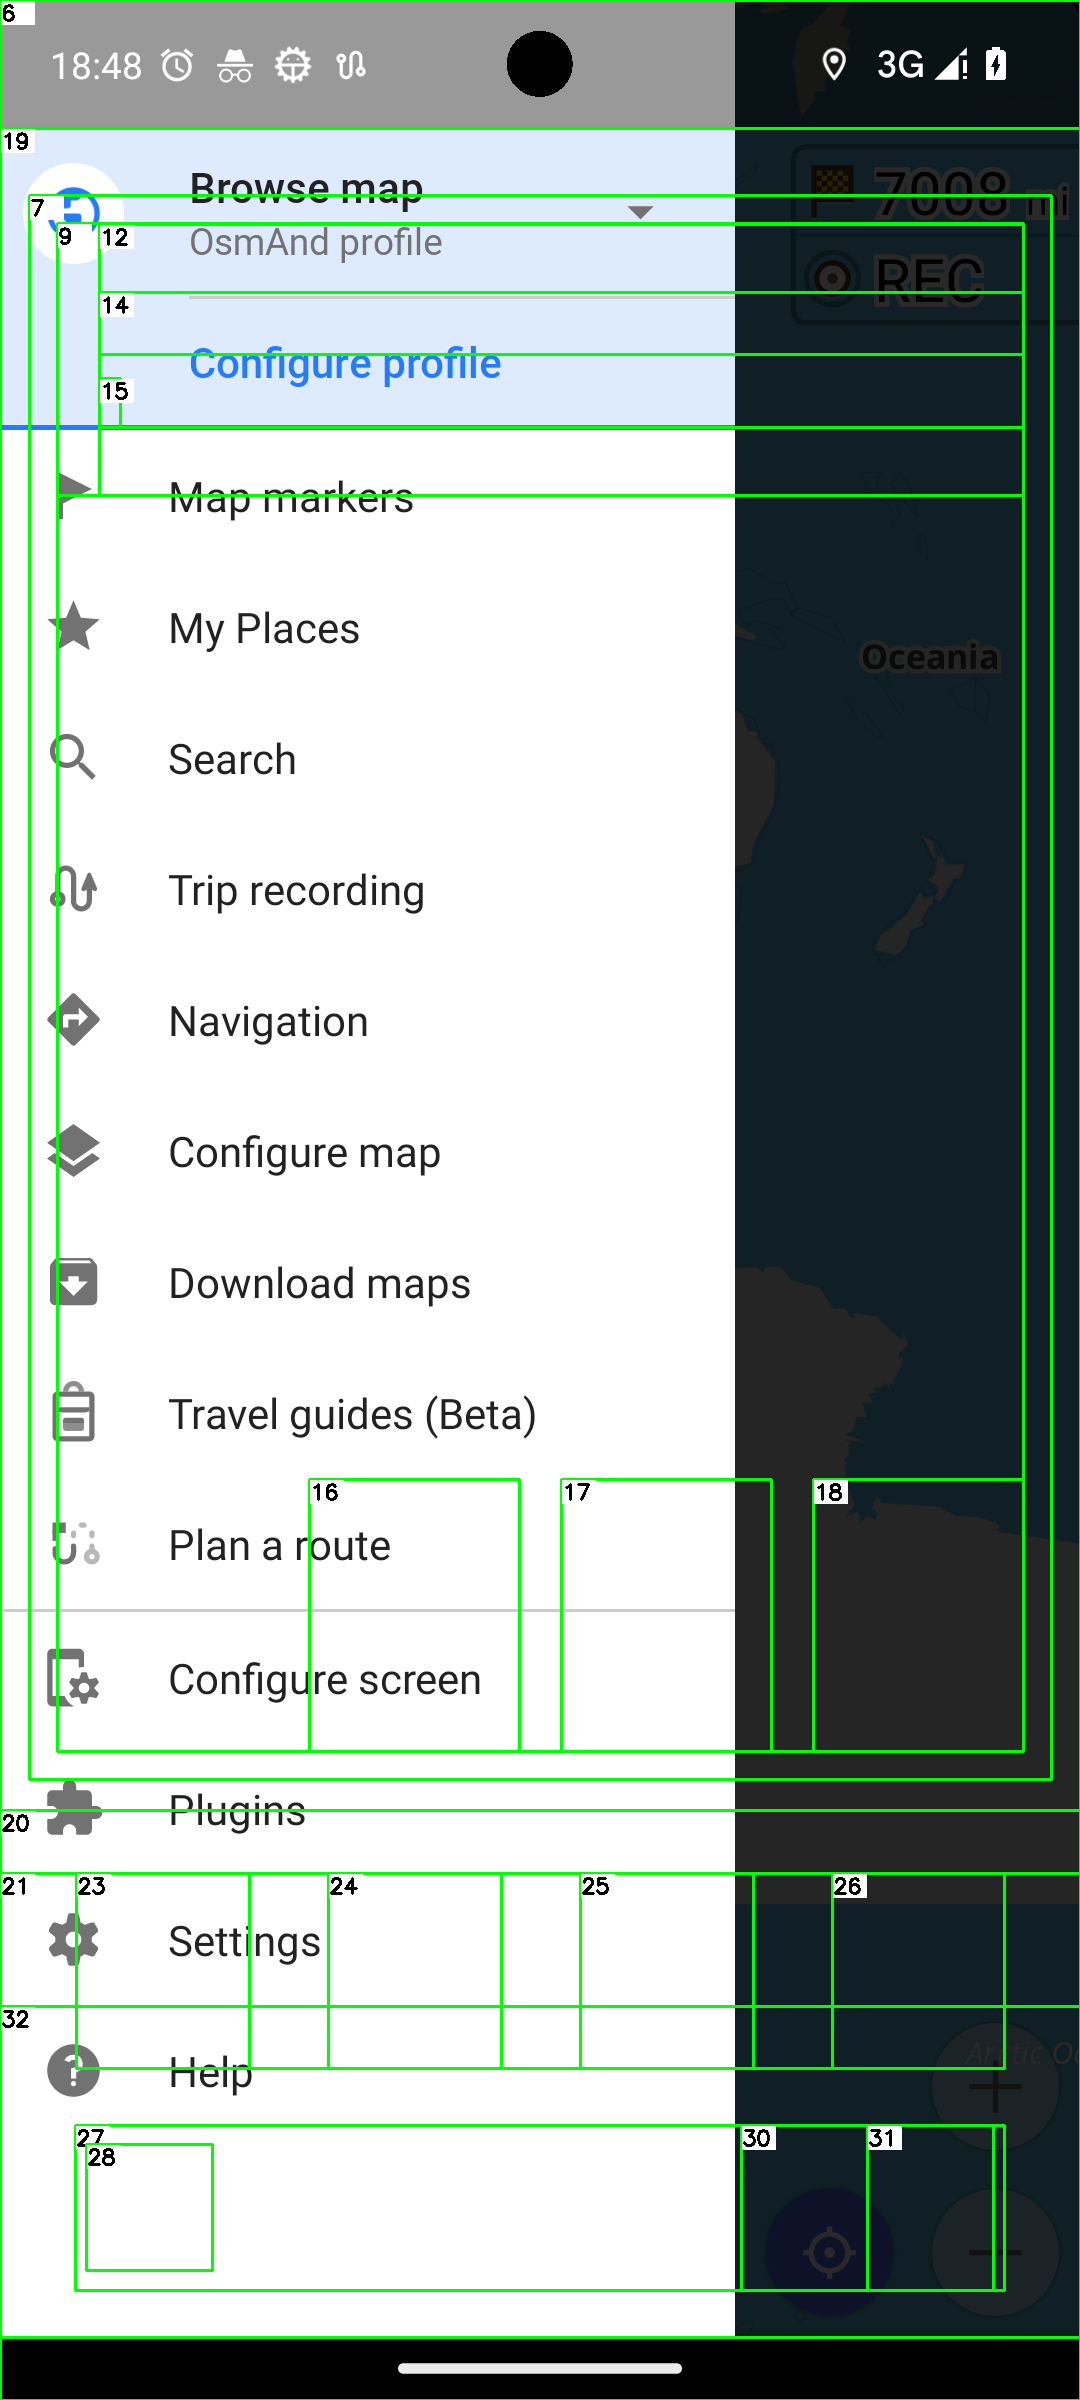 6
18:48
3G
19
Browse map
7008 mi
7
9
12
OsmAnd profile
REC
14
Configure profile
15
Map markers
My Places
Oceania
Search
Trip recording
Navigation
Configure map
Download maps
Travel guides (Beta)
16
17
18
Plan a route
Configure screen
Plugins
20
21
23
24
25
26
Settings
32
Help
Arctic Oc
27
28
30
31